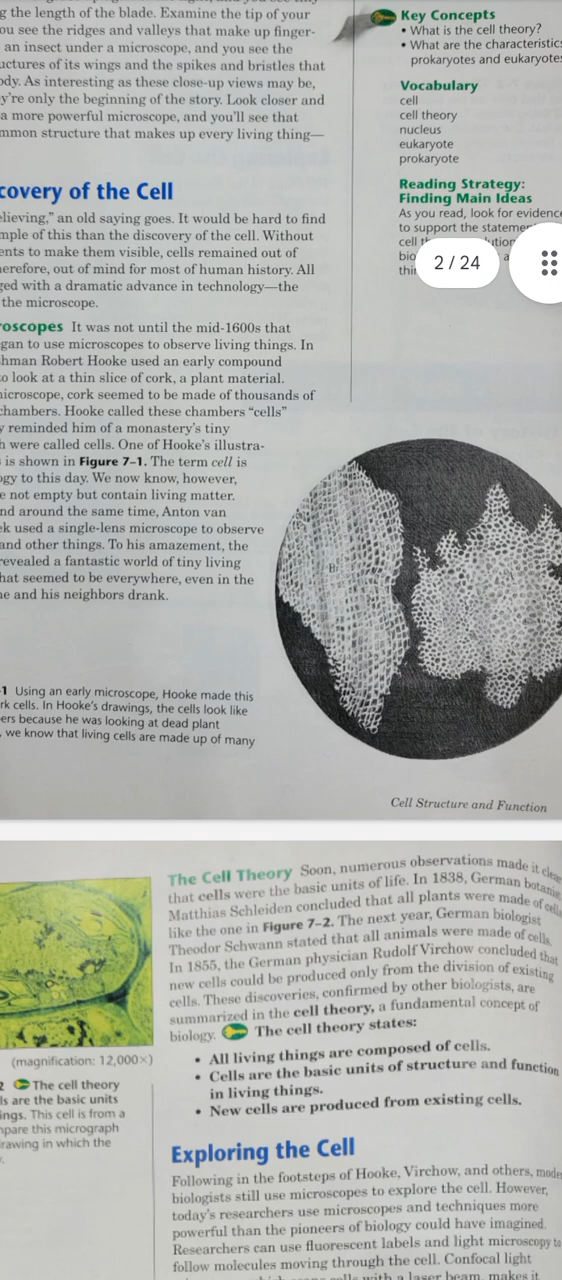 g the length of the blade. Examine the tip of your
ou see the ridges and valleys that make up finger-
an insect under a microscope, and you see the
uctures of its wings and the spikes and bristles that
ody. As interesting as these close-up views may be,
y're only the beginning of the story. Look closer and
a more powerful microscope, and you'll see that
mmon structure that makes up every living thing—
covery of the Cell
elieving," an old saying goes. It would be hard to find
mple of this than the discovery of the cell. Without
ents to make them visible, cells remained out of
herefore, out of mind for most of human history. All
ged with a dramatic advance in technology—the
the microscope.
roscopes It was not until the mid-1600s that
gan to use microscopes to observe living things. In
shman Robert Hooke used an early compound
to look at a thin slice of cork, a plant material.
microscope, cork seemed to be made of thousands of
chambers. Hooke called these chambers "cells"
y reminded him of a monastery's tiny
h were called cells. One of Hooke's illustra-
is shown in Figure 7–1. The term cell is
ogy to this day. We now know, however,
e not empty but contain living matter.
nd around the same time, Anton van
ek used a single-lens microscope to observe
and other things. To his amazement, the
revealed a fantastic world of tiny living
hat seemed to be everywhere, even in the
he and his neighbors drank.
Key Concepts
• What is the cell theory?
• What are the characteristics
prokaryotes and eukaryotes
Vocabulary
cell
cell theory
nucleus
eukaryote
prokaryote
Reading Strategy:
Finding Main Ideas
As you read, look for evidence
to support the statement
cell
bio
thi
2 / 24
B
-1 Using an early microscope, Hooke made this
rk cells. In Hooke's drawings, the cells look like
ers because he was looking at dead plant
, we know that living cells are made up of many
Cell Structure and Function
The Cell Theory Soon, numerous observations made it clear
that cells were the basic units of life. In 1838, German botanis
Matthias Schleiden concluded that all plants were made of cells
like the one in Figure 7–2. The next year, German biologist
Theodor Schwann stated that all animals were made of cells.
In 1855, the German physician Rudolf Virchow concluded that
new cells could be produced only from the division of existing
cells. These discoveries, confirmed by other biologists, are
summarized in the cell theory, a fundamental concept of
biology. The cell theory states:
• All living things are composed of cells.
• Cells are the basic units of structure and function
in living things.
• New cells are produced from existing cells.
(magnification: 12,000×)
2 The cell theory
ls are the basic units
ings. This cell is from a
mpare this micrograph
rawing in which the
Exploring the Cell
Following in the footsteps of Hooke, Virchow, and others, mode
biologists still use microscopes to explore the cell. However,
today's researchers use microscopes and techniques more
powerful than the pioneers of biology could have imagined.
Researchers can use fluorescent labels and light microscopy to
follow molecules moving through the cell. Confocal light
cells with a laser beam, makes it